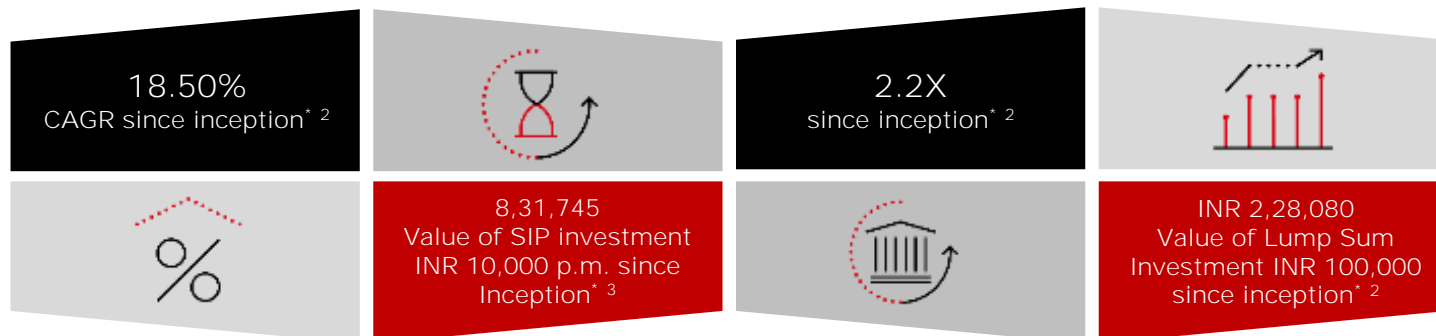 18.50%
CAGR since inception* 2
2.2X
since inception* 2
8,31,745
Value of SIP investment
INR 10,000 p.m. since
Inception* 3
INR 2,28,080
Value of Lump Sum
Investment INR 100,000
since inception* 2